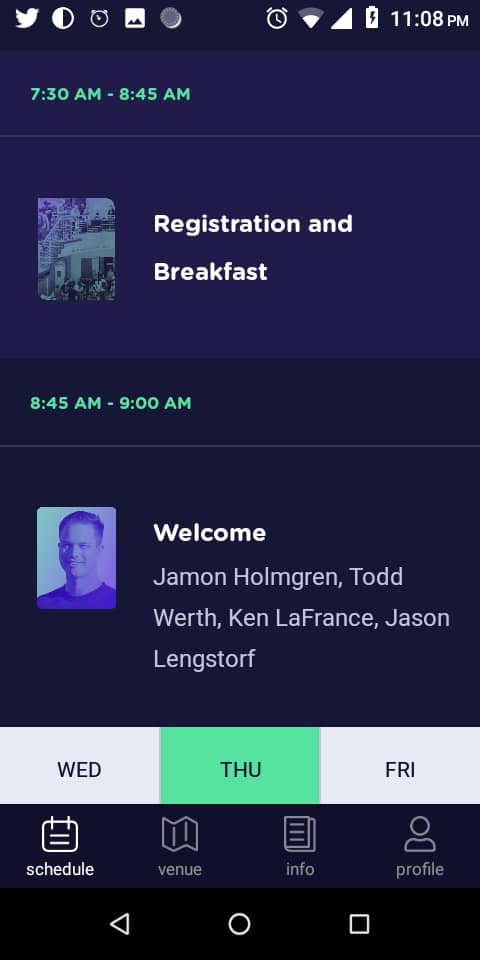 11:08 PM
7:30 AM - 8:45 AM
Registration and
Breakfast
8:45 AM - 9:00 AM
Welcome
Jamon Holmgren, Todd
Werth, Ken LaFrance, Jason
Lengstorf
WED THU FRI
schedule venue info profile